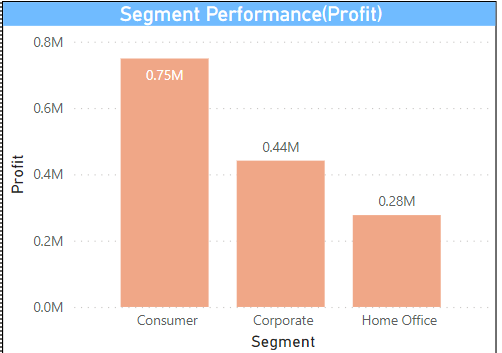 Segment Performance(Profit)
0.8M
0.75M
0.6M
0.44M
0.4M
0.28M
0.2M
0.0M
Profit
Consumer Corporate Home Office
Segment